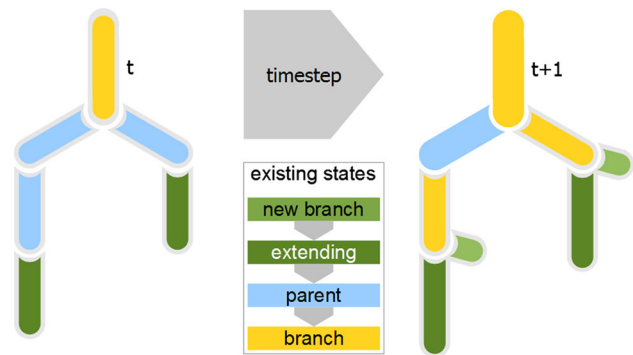 t
timestep
t+1
existing states
new branch
extending
parent
branch